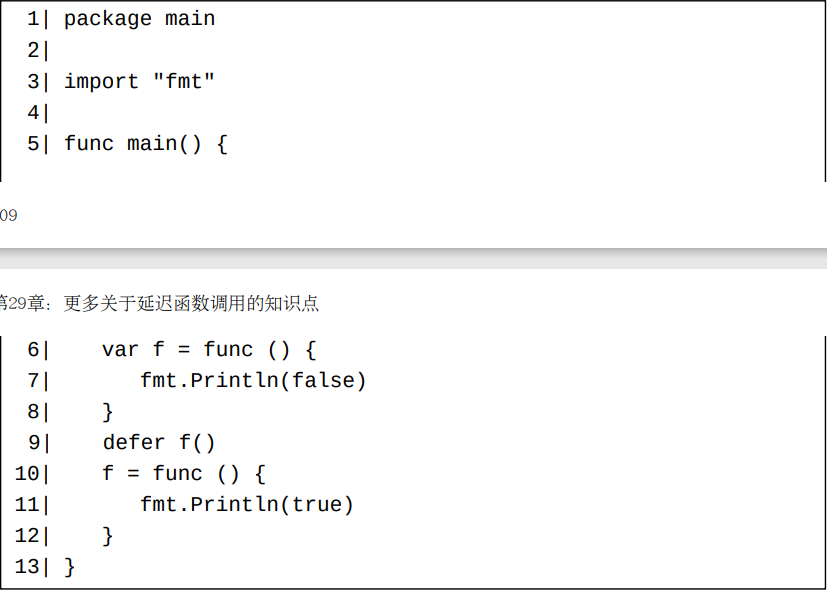 1| package main
2|
3| import "fmt"
4|
5| func main() {
09
第29章：更多关于延迟函数调用的知识点
6|    var f = func () {
7|       fmt.Println(false)
8|    }
9|    defer f()
10|    f = func () {
11|       fmt.Println(true)
12|    }
13| }